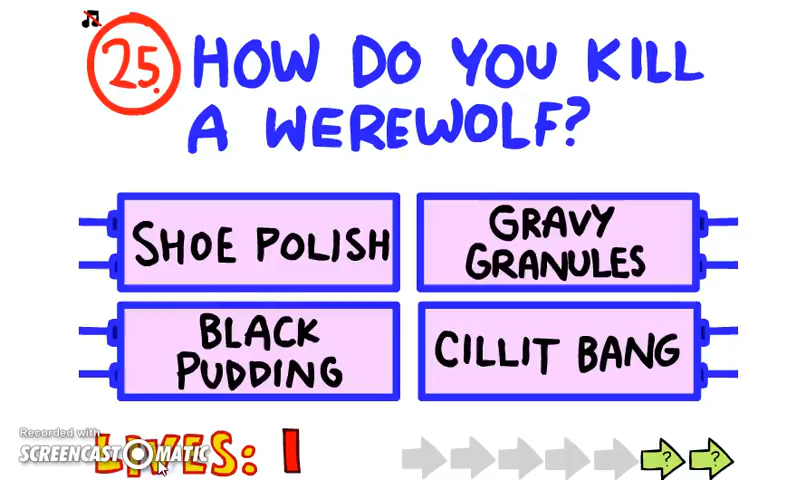 25. HOW DO YOU KILL
A WEREWOLF?
SHOE POLISH
GRAVY
GRANULES
BLACK
PUDDING
CILLIT BANG
Recorded with
SCREENCAST MATIC
LIVES: 1
? ?